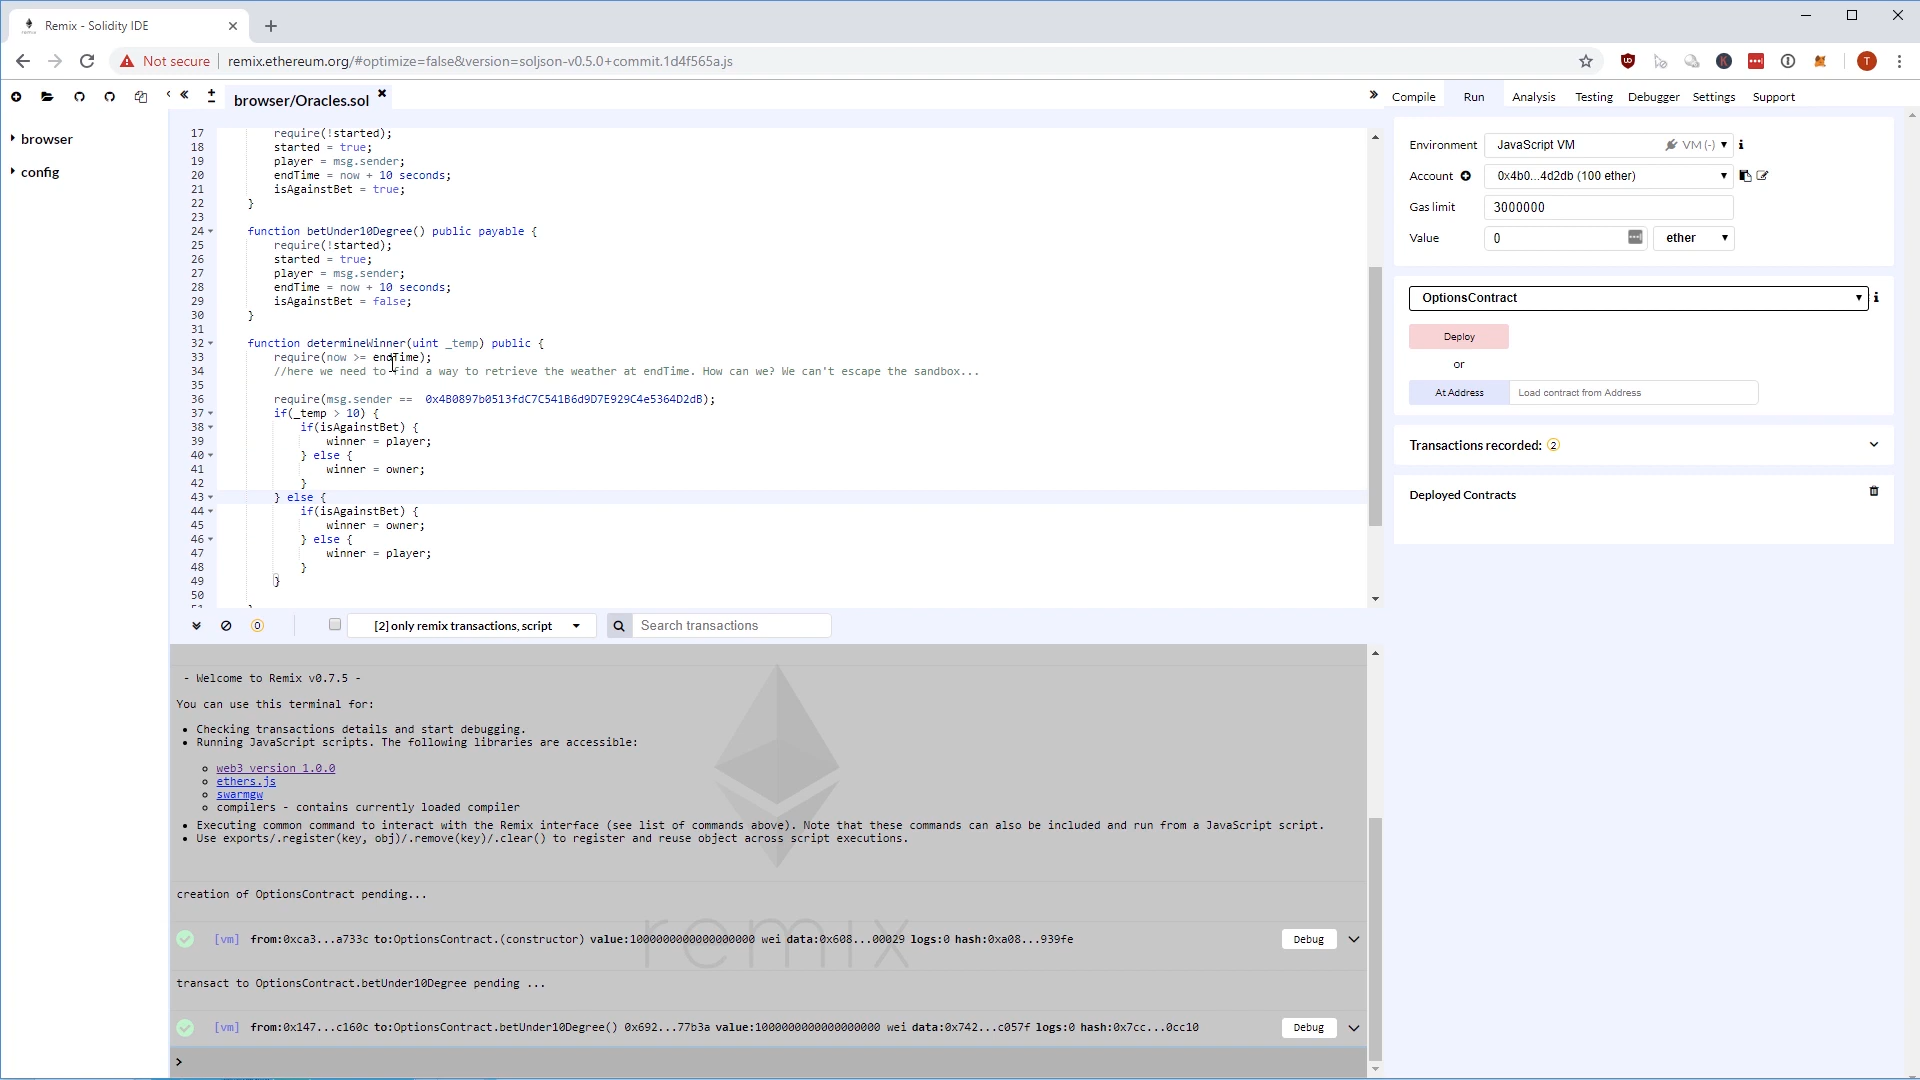 Remix - Solidity IDE
Not secure
remix.ethereum.org/#optimize=false&version=soljson-v0.5.0+commit.1d4f565a.js
browser/Oracles.sol
Compile Run Analysis Testing Debugger Settings Support
browser
config
17 require(!started);
18 started = true;
19 player = msg.sender;
20 endTime = now + 10 seconds;
21 isAgainstBet = true;
22 }
23
24 function betUnder10Degree() public payable {
25 require(!started);
26 started = true;
27 player = msg.sender;
28 endTime = now + 10 seconds;
29 isAgainstBet = false;
30 }
31
32 function determineWinner(uint _temp) public {
33 require(now >= endTime);
34 //here we need to find a way to retrieve the weather at endTime. How can we? We can't escape the sandbox...
35
36 require(msg.sender == 0x4B0897b0513fdC7C541B6d9D7E929C4e5364D2dB);
37 if(_temp > 10) {
38 if(isAgainstBet) {
39 winner = player;
40 } else {
41 winner = owner;
42 }
43 } else {
44 if(isAgainstBet) {
45 winner = owner;
46 } else {
47 winner = player;
48 }
49 }
50
Environment JavaScript VM VM (-)
Account 0x4b0...4d2db (100 ether)
Gas limit 3000000
Value 0 ether
OptionsContract
Deploy
or
At Address Load contract from Address
Transactions recorded: 2
Deployed Contracts
0
[2] only remix transactions, script
Search transactions
- Welcome to Remix v0.7.5 -
You can use this terminal for:
• Checking transactions details and start debugging.
• Running JavaScript scripts. The following libraries are accessible:
web3 version 1.0.0
ethers.js
swarmgw
compilers - contains currently loaded compiler
• Executing common command to interact with the Remix interface (see list of commands above). Note that these commands can also be included and run from a JavaScript script.
• Use exports/.register(key, obj)/.remove(key)/.clear() to register and reuse object across script executions.
remix
creation of OptionsContract pending...
[vm] from:0xca3...a733c to:OptionsContract.(constructor) value:1000000000000000000 wei data:0x608...00029 logs:0 hash:0xa08...939fe
Debug
transact to OptionsContract.betUnder10Degree pending ...
[vm] from:0x147...c160c to:OptionsContract.betUnder10Degree() 0x692...77b3a value:1000000000000000000 wei data:0x742...c057f logs:0 hash:0x7cc...0cc10
Debug
>